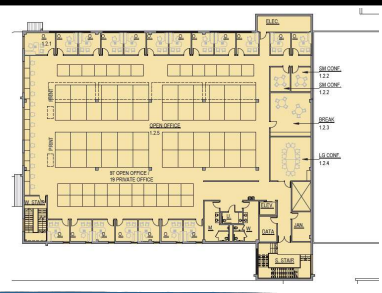 ELEC.
O. O. O. O. O. O. O. O. O. O. O.
1.2.1
SM CONF.
1.2.2
SM CONF.
1.2.2
PRINT
BREAK
1.2.3
OPEN OFFICE
1.2.5
PRINT
LG CONF.
1.2.4
97 OPEN OFFICE /
19 PRIVATE OFFICE
W. STAIR
ELEV.
U.
O. O. O. O. O. O. O. O.
M. W.
DATA
JAN.
S. STAIR